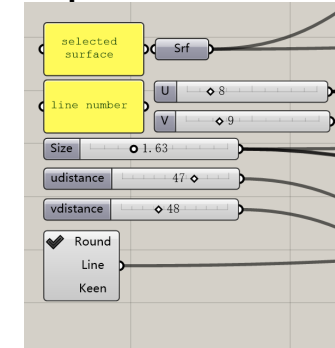 selected
surface
Srf
line number
U 8
V 9
Size 1.63
udistance 47
vdistance 48
Round
Line
Keen